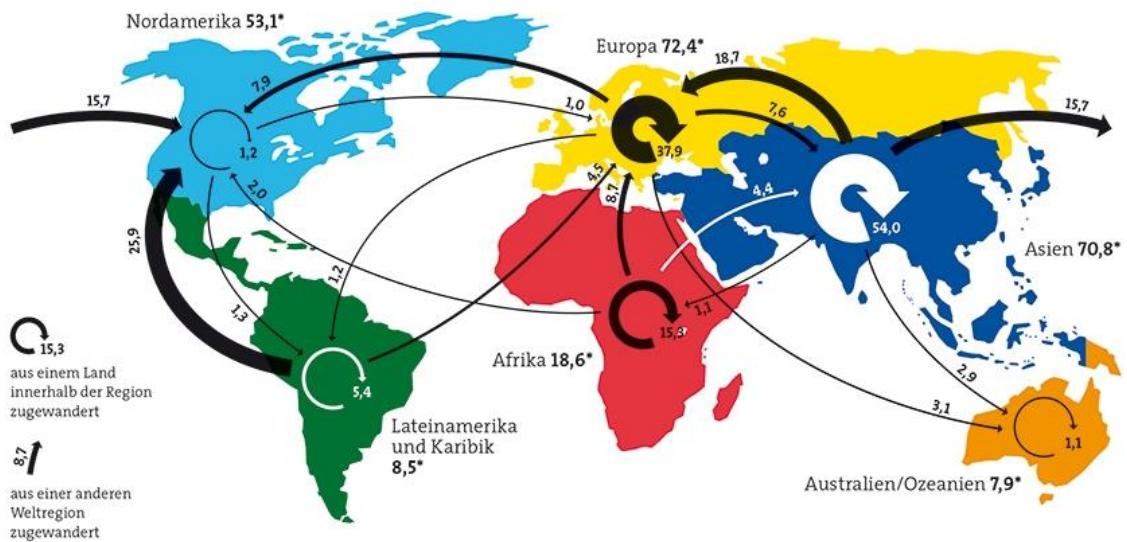 Nordamerika 53,1*
Europa 72,4*
18,7
7,9
15,7
1,0
7,6
15,7
1,2
37,9
2,0
4,5
8,7
4,4
54,0
25,9
Asien 70,8*
1,2
1,1
1,3
15,3
15,3
Afrika 18,6*
2,9
aus einem Land
innerhalb der Region
zugewandert
5,4
3,1
Lateinamerika
und Karibik
8,5*
1,1
8,7
Australien/Ozeanien 7,9*
aus einer anderen
Weltregion
zugewandert